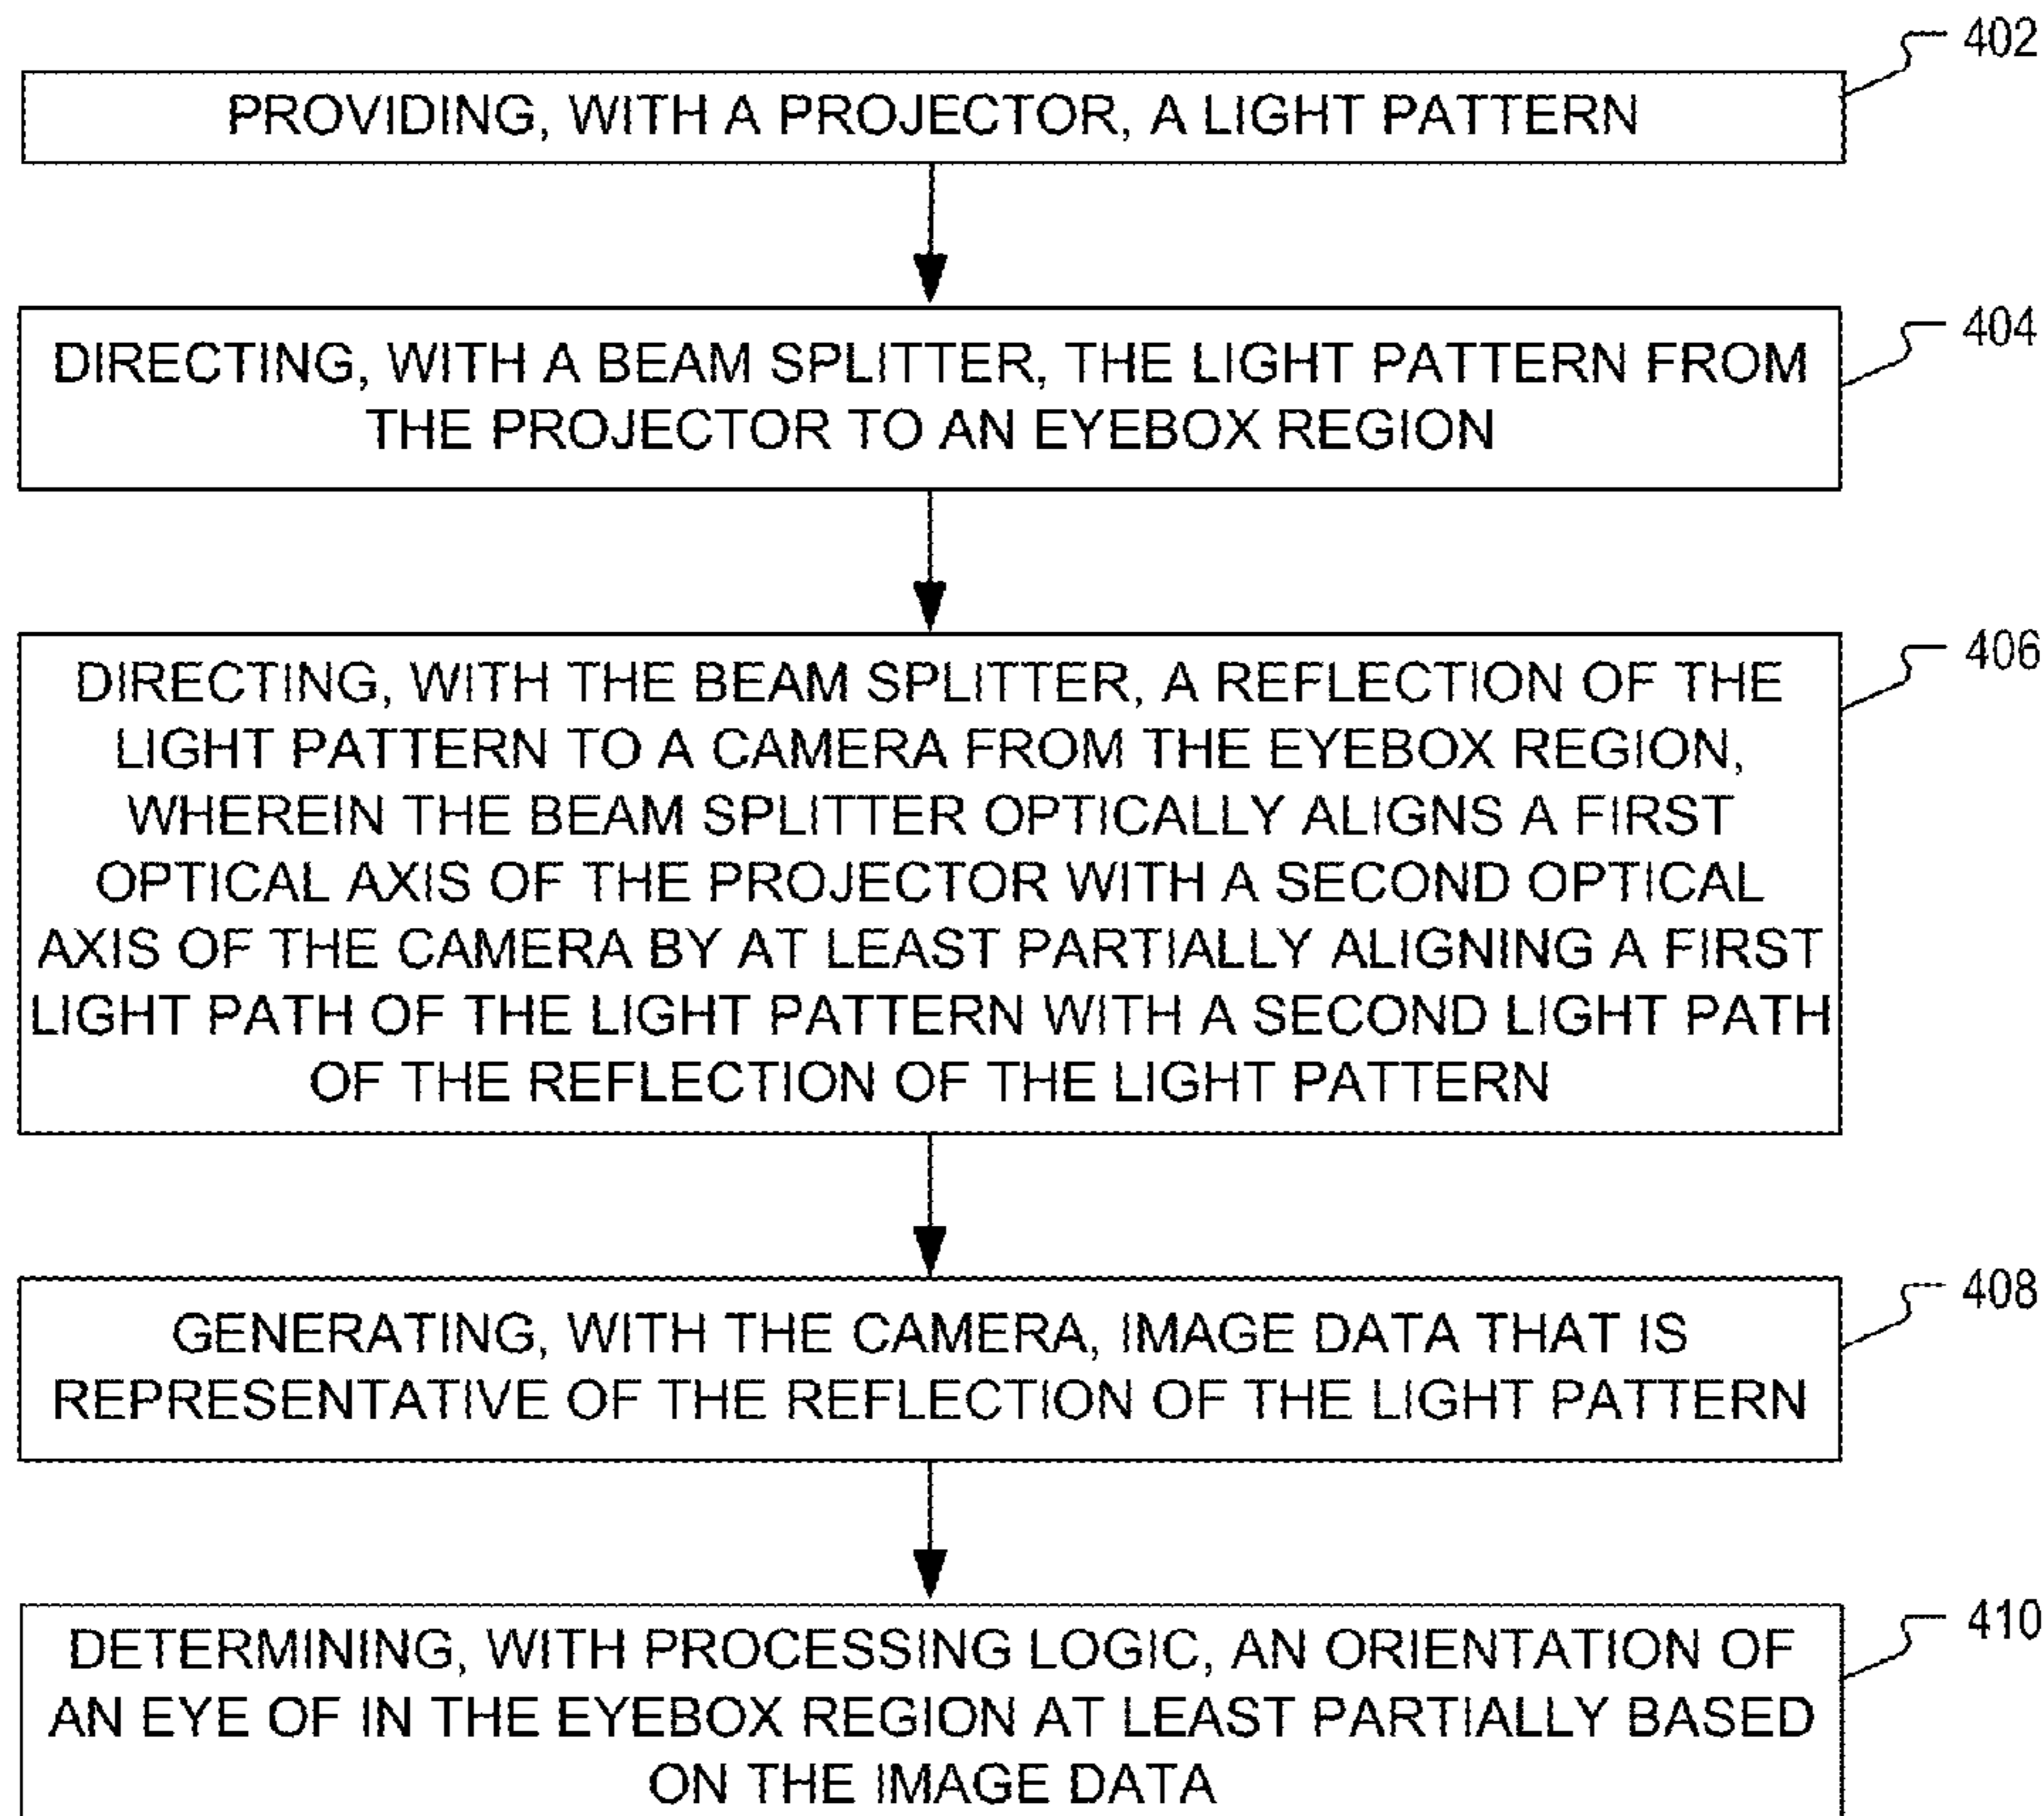 402
PROVIDING, WITH A PROJECTOR, A LIGHT PATTERN
404
DIRECTING, WITH A BEAM SPLITTER, THE LIGHT PATTERN FROM
THE PROJECTOR TO AN EYEBOX REGION
406
DIRECTING, WITH THE BEAM SPLITTER, A REFLECTION OF THE
LIGHT PATTERN TO A CAMERA FROM THE EYEBOX REGION,
WHEREIN THE BEAM SPLITTER OPTICALLY ALIGNS A FIRST
OPTICAL AXIS OF THE PROJECTOR WITH A SECOND OPTICAL
AXIS OF THE CAMERA BY AT LEAST PARTIALLY ALIGNING A FIRST
LIGHT PATH OF THE LIGHT PATTERN WITH A SECOND LIGHT PATH
OF THE REFLECTION OF THE LIGHT PATTERN
408
GENERATING, WITH THE CAMERA, IMAGE DATA THAT IS
REPRESENTATIVE OF THE REFLECTION OF THE LIGHT PATTERN
410
DETERMINING, WITH PROCESSING LOGIC, AN ORIENTATION OF
AN EYE OF IN THE EYEBOX REGION AT LEAST PARTIALLY BASED
ON THE IMAGE DATA